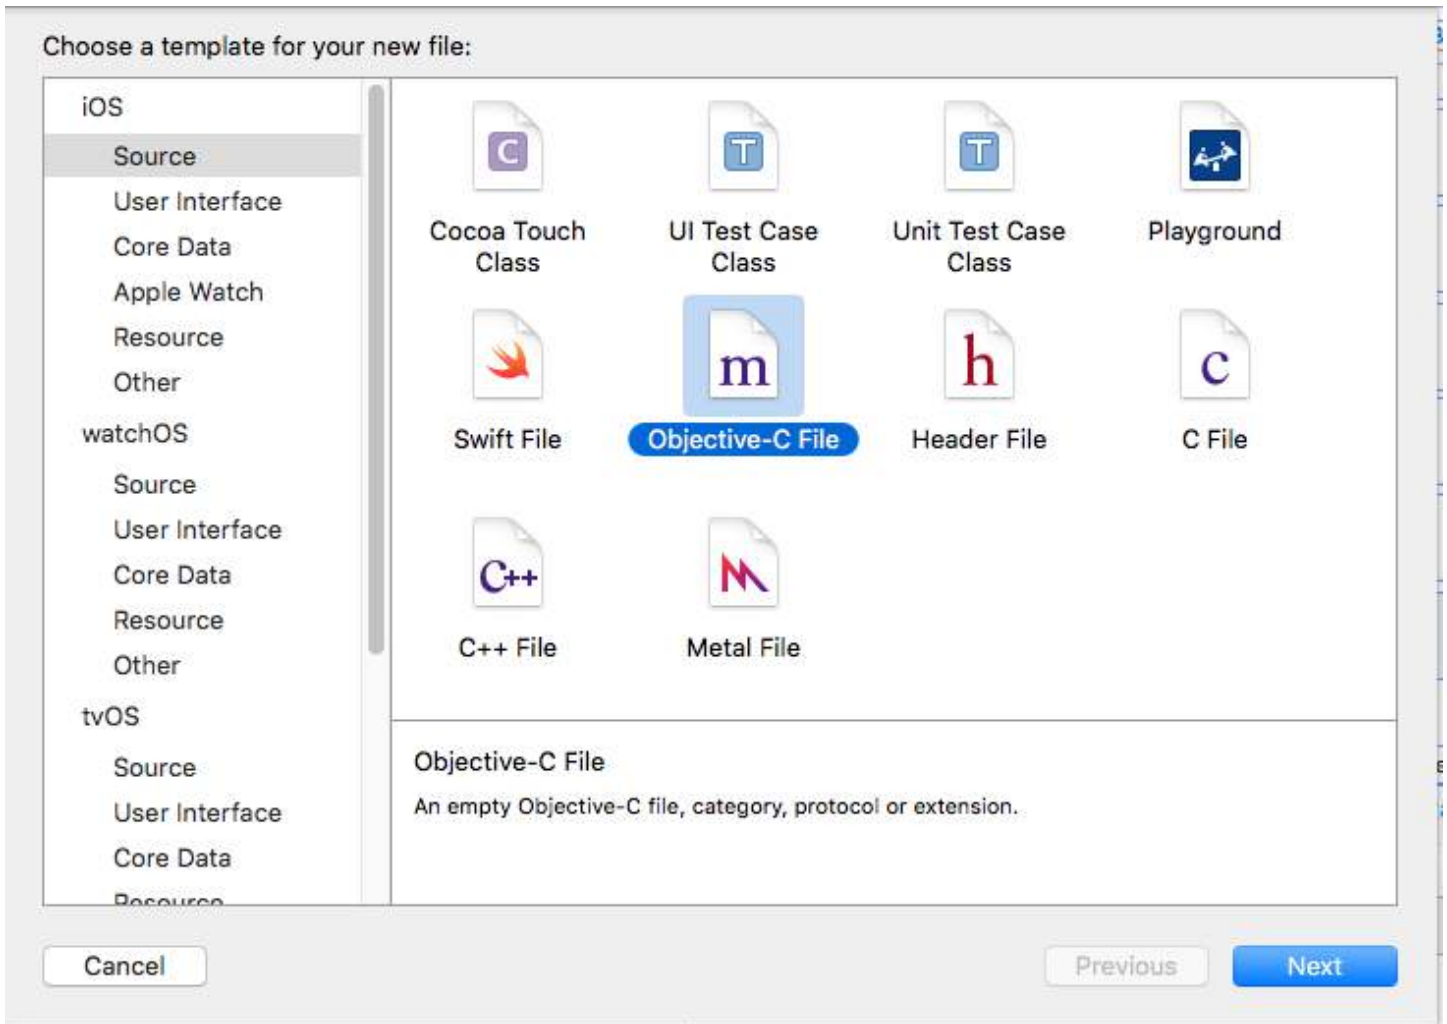 Choose a template for your new file:
iOS
Source
User Interface
Core Data
Apple Watch
Resource
Other
watchOS
Source
User Interface
Core Data
Resource
Other
tvOS
Source
User Interface
Core Data
Resource
C
T
T
Cocoa Touch
Class
UI Test Case
Class
Unit Test Case
Class
Playground
m
h
c
Swift File
Objective-C File
Header File
C File
C++
C++ File
Metal File
Objective-C File
An empty Objective-C file, category, protocol or extension.
Cancel
Previous
Next